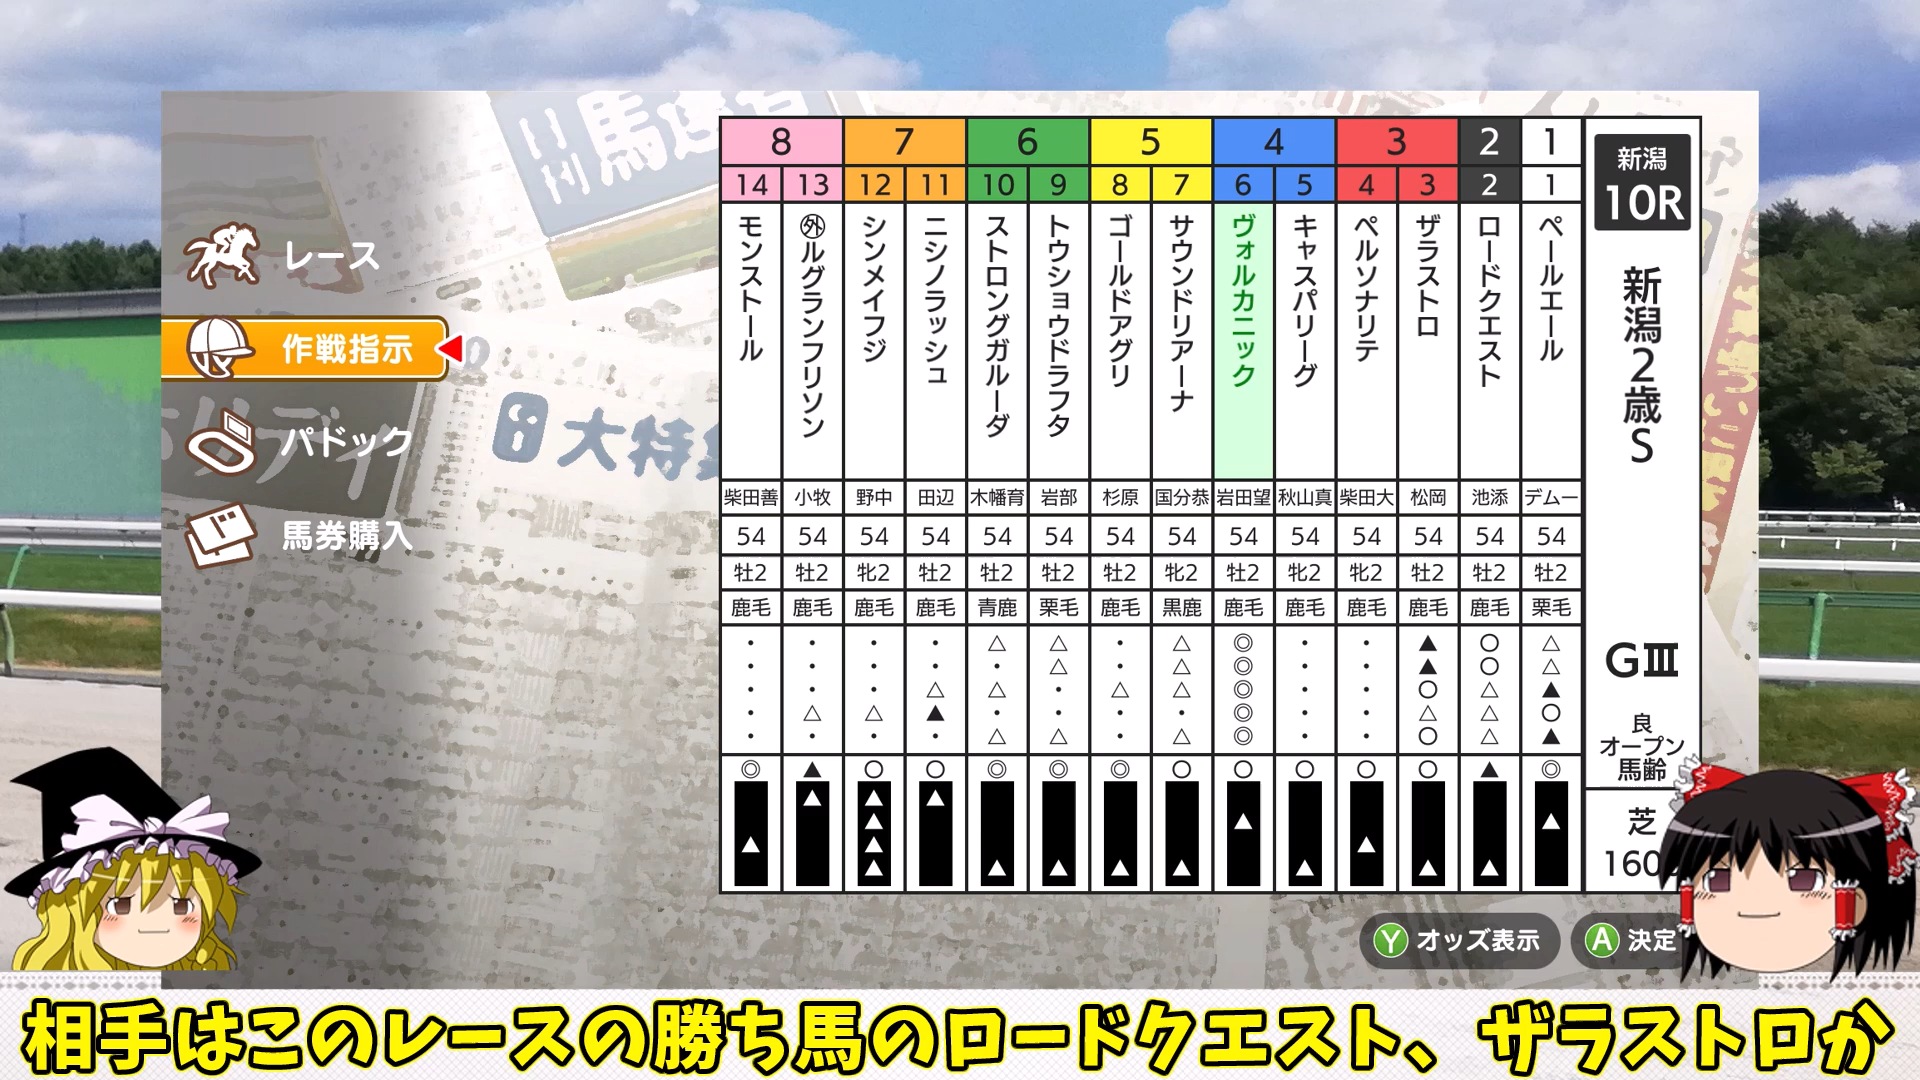 日刊 馬連者
大特集
レース
作戦指示
パドック
馬券購入
8 7 6 5 4 3 2 1
14 13 12 11 10 9 8 7 6 5 4 3 2 1
モンストール
外ルグランフリソン
シンメイフジ
ニシノラッシュ
ストロングガルーダ
トウショウドラフタ
ゴールドアグリ
サウンドリアーナ
ヴォルカニック
キャスパリーグ
ペルソナリテ
ザラストロ
ロードクエスト
ペールエール
柴田善 小牧 野中 田辺 木幡育 岩部 杉原 国分恭 岩田望 秋山真 柴田大 松岡 池添 デムー
54 54 54 54 54 54 54 54 54 54 54 54 54 54
牡2 牡2 牝2 牡2 牡2 牡2 牡2 牝2 牡2 牝2 牝2 牡2 牡2 牡2
鹿毛 鹿毛 鹿毛 鹿毛 青鹿 栗毛 鹿毛 黒鹿 鹿毛 鹿毛 鹿毛 鹿毛 鹿毛 栗毛
・ ・ ・ ・ △ △ ・ △ ◎ ・ ・ ▲ ○ △
・ ・ ・ ・ ・ △ ・ △ ◎ ・ ・ ▲ ○ △
・ ・ ・ △ △ ・ △ △ ◎ ・ ・ ○ △ ▲
・ △ △ ▲ ・ ・ ・ ・ ◎ ・ ・ △ △ ○
・ ・ ・ ・ △ △ ・ △ ◎ ・ ・ ○ △ ▲
◎ ▲ ○ ○ ◎ ◎ ◎ ○ ○ ○ ○ ○ ▲ ◎
新潟
10R
新潟2歳S
GⅢ
良
オープン
馬齢
芝
160
Y オッズ表示
A 決定
相手はこのレースの勝ち馬のロードクエスト、ザラストロか